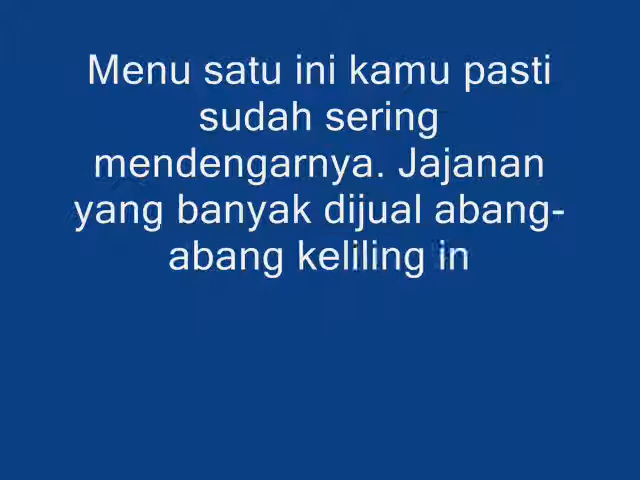 Menu satu ini kamu pasti
sudah sering
mendengarnya. Jajanan
yang banyak dijual abang-
abang keliling in